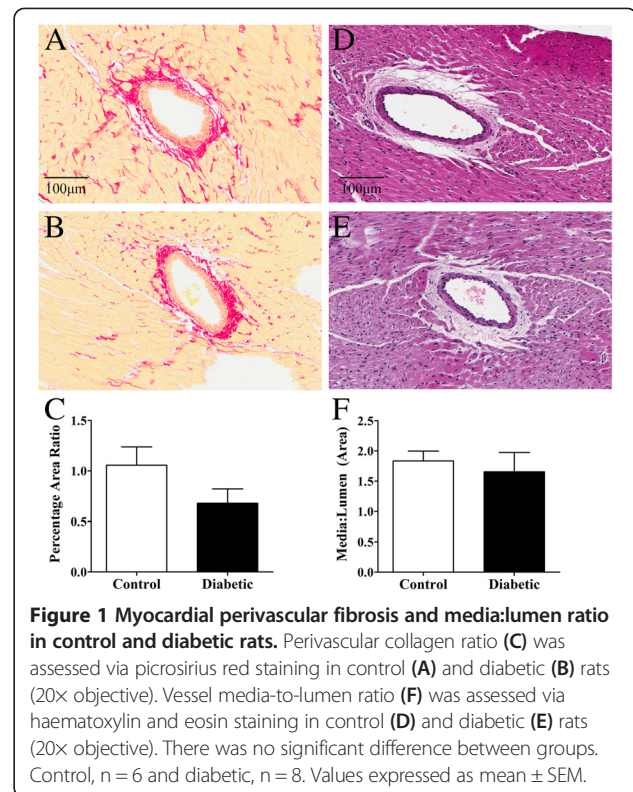 A
100μm
D
100μm
B
E
C
Percentage Area Ratio
1.5
1.0
0.5
0.0
Control Diabetic
F
Media:Lumen (Area)
2.5
2.0
1.5
1.0
0.5
0.0
Control Diabetic
Figure 1 Myocardial perivascular fibrosis and media:lumen ratio
in control and diabetic rats. Perivascular collagen ratio (C) was
assessed via picrosirius red staining in control (A) and diabetic (B) rats
(20× objective). Vessel media-to-lumen ratio (F) was assessed via
haematoxylin and eosin staining in control (D) and diabetic (E) rats
(20× objective). There was no significant difference between groups.
Control, n = 6 and diabetic, n = 8. Values expressed as mean ± SEM.